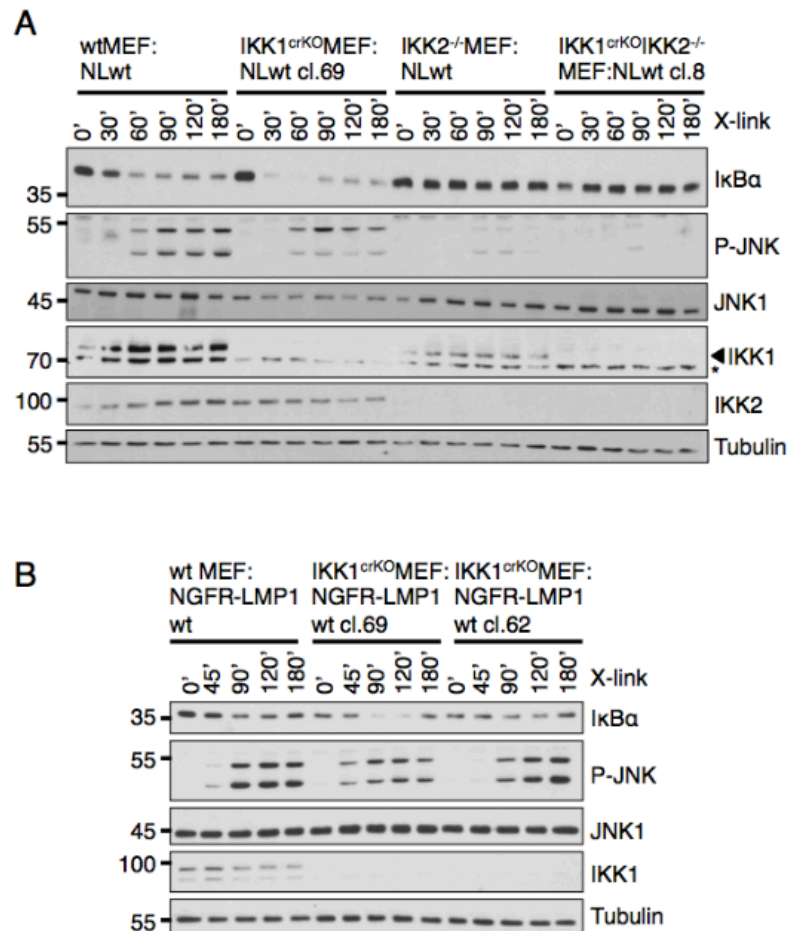 A
wtMEF: IKK1crKOMEF: IKK2-/-MEF: IKK1crKOIKK2-/-
NLwt NLwt cl.69 NLwt MEF:NLwt cl.8
0' 30' 60' 90' 120' 180' 0' 30' 60' 90' 120' 180' 0' 30' 60' 90' 120' 180' 0' 30' 60' 90' 120' 180' X-link
35 IκBα
55 P-JNK
45 JNK1
70 ◀IKK1
*
100 IKK2
55 Tubulin
B
wt MEF: IKK1crKOMEF: IKK1crKOMEF:
NGFR-LMP1 NGFR-LMP1 NGFR-LMP1
wt wt cl.69 wt cl.62
0' 45' 90' 120' 180' 0' 45' 90' 120' 180' 0' 45' 90' 120' 180' X-link
35 IκBα
55 P-JNK
45 JNK1
100 IKK1
55 Tubulin